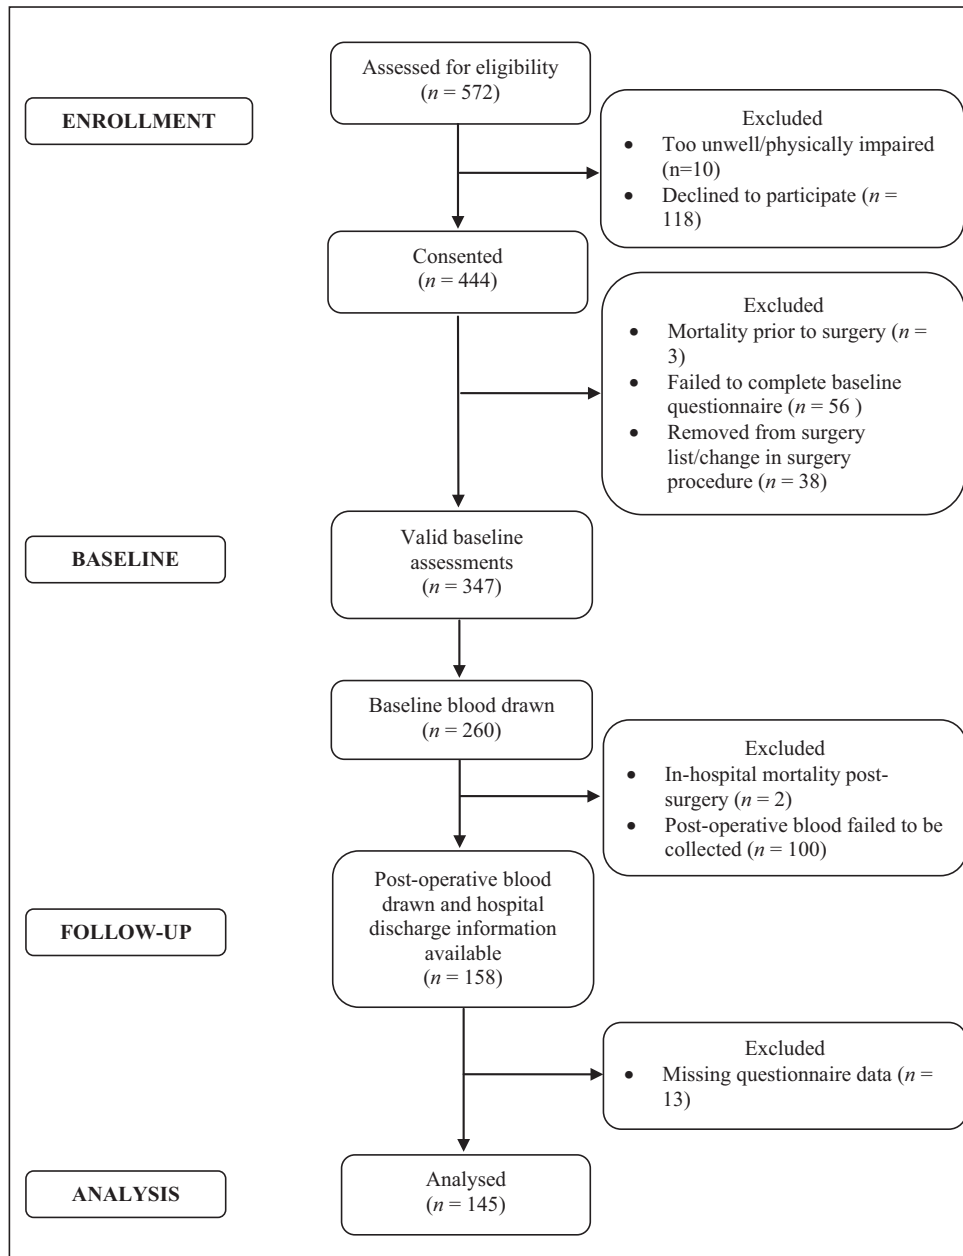 Assessed for eligibility
(n = 572)
ENROLLMENT
Excluded
• Too unwell/physically impaired
(n=10)
• Declined to participate (n =
118)
Consented
(n = 444)
Excluded
• Mortality prior to surgery (n =
3)
• Failed to complete baseline
questionnaire (n = 56 )
• Removed from surgery
list/change in surgery
procedure (n = 38)
Valid baseline
assessments
(n = 347)
BASELINE
Baseline blood drawn
(n = 260)
Excluded
• In-hospital mortality post-
surgery (n = 2)
• Post-operative blood failed to be
collected (n = 100)
Post-operative blood
drawn and hospital
discharge information
available
(n = 158)
FOLLOW-UP
Excluded
• Missing questionnaire data (n =
13)
Analysed
(n = 145)
ANALYSIS